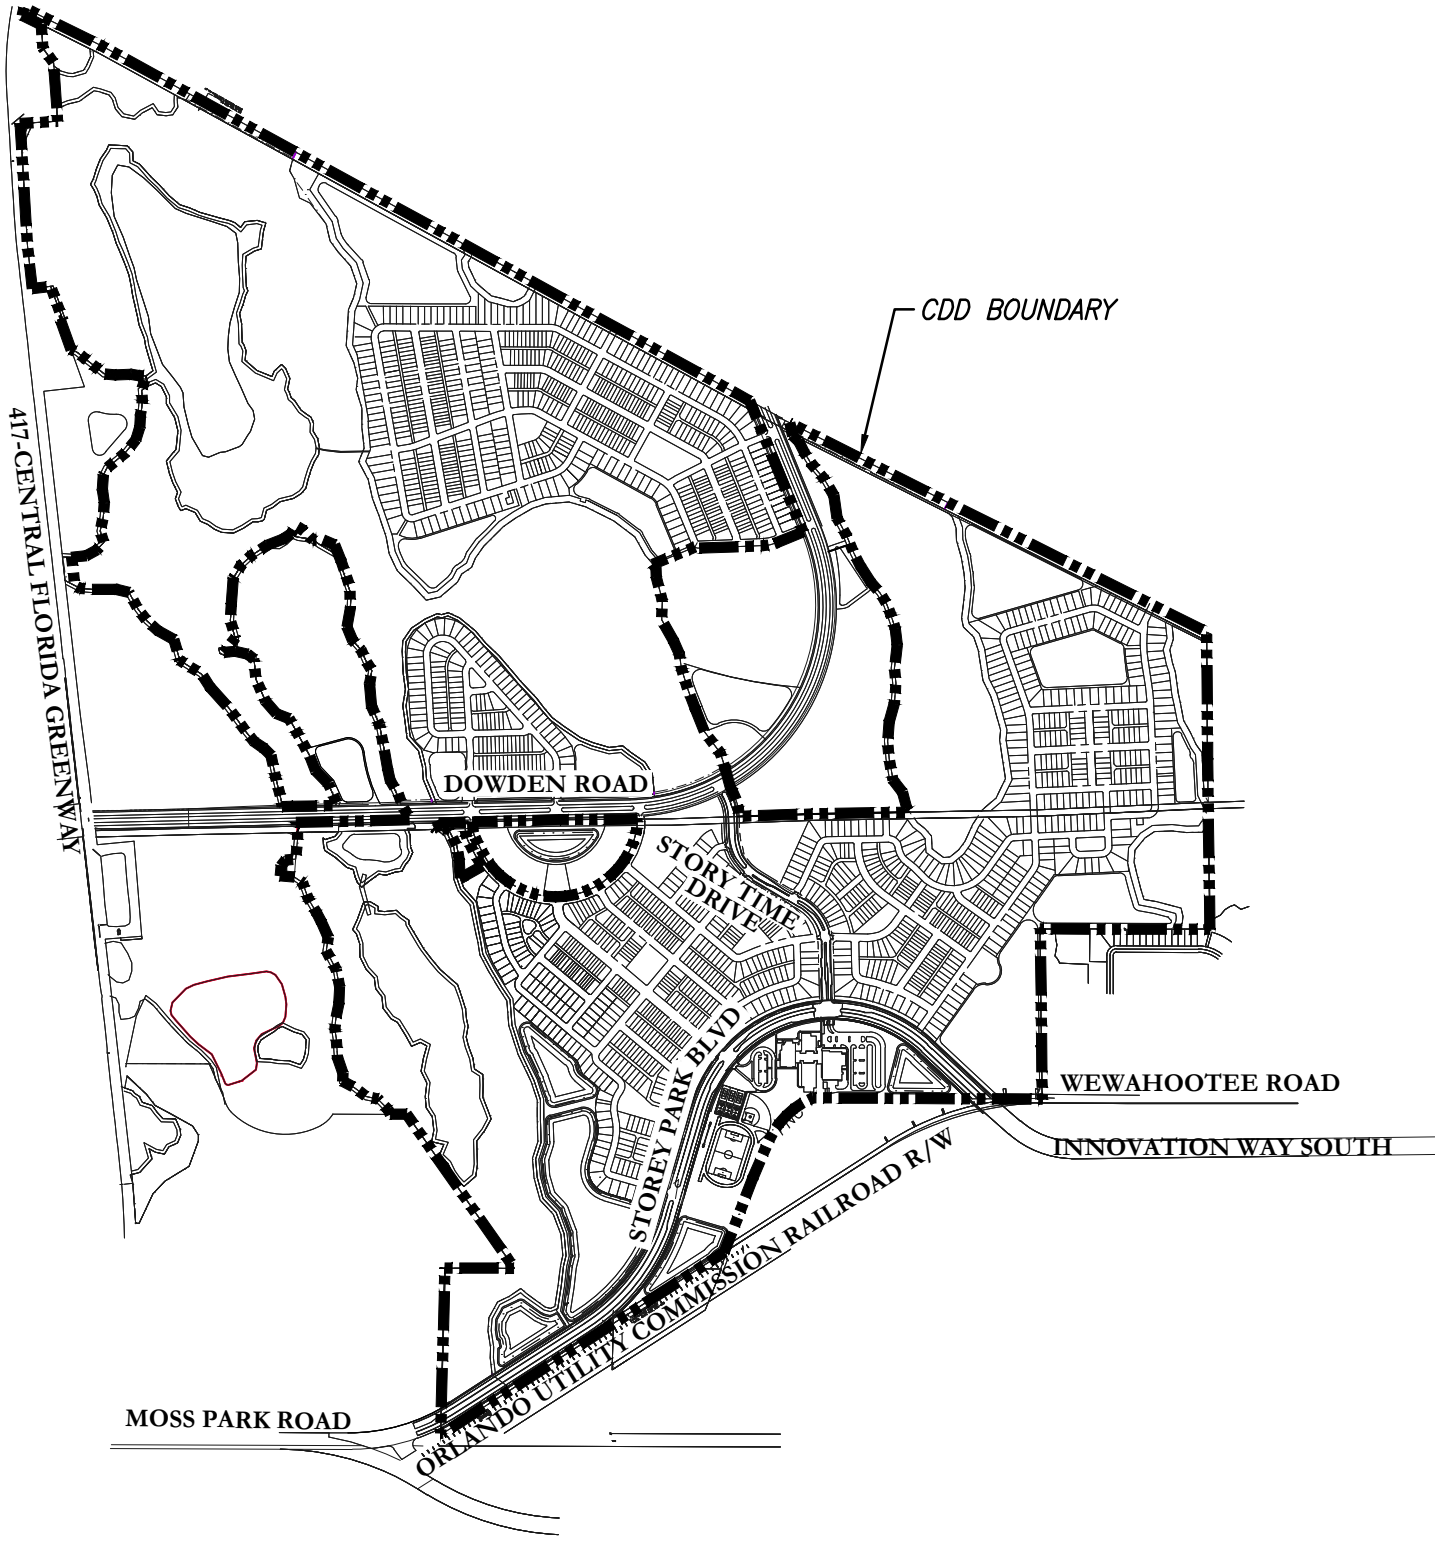 CDD BOUNDARY
417-CENTRAL FLORIDA GREENWAY
DOWDEN ROAD
STORY TIME
DRIVE
STOREY PARK BLVD
WEWAHOOTEE ROAD
INNOVATION WAY SOUTH
ORLANDO UTILITY COMMISSION RAILROAD R/W
MOSS PARK ROAD